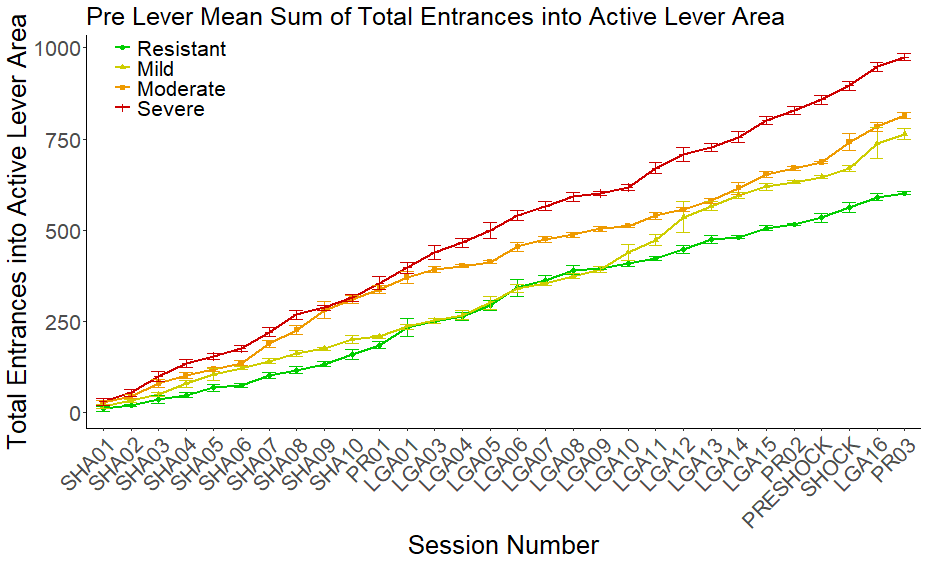 Pre Lever Mean Sum of Total Entrances into Active Lever Area
Total Entrances into Active Lever Area
1000
750
500
250
0
Resistant
Mild
Moderate
Severe
SHA01
SHA02
SHA03
SHA04
SHA05
SHA06
SHA07
SHA08
SHA09
SHA10
PR01
LGA01
LGA03
LGA04
LGA05
LGA06
LGA07
LGA08
LGA09
LGA10
LGA11
LGA12
LGA13
LGA14
LGA15
PR02
PRESHOCK
SHOCK
LGA16
PR03
Session Number